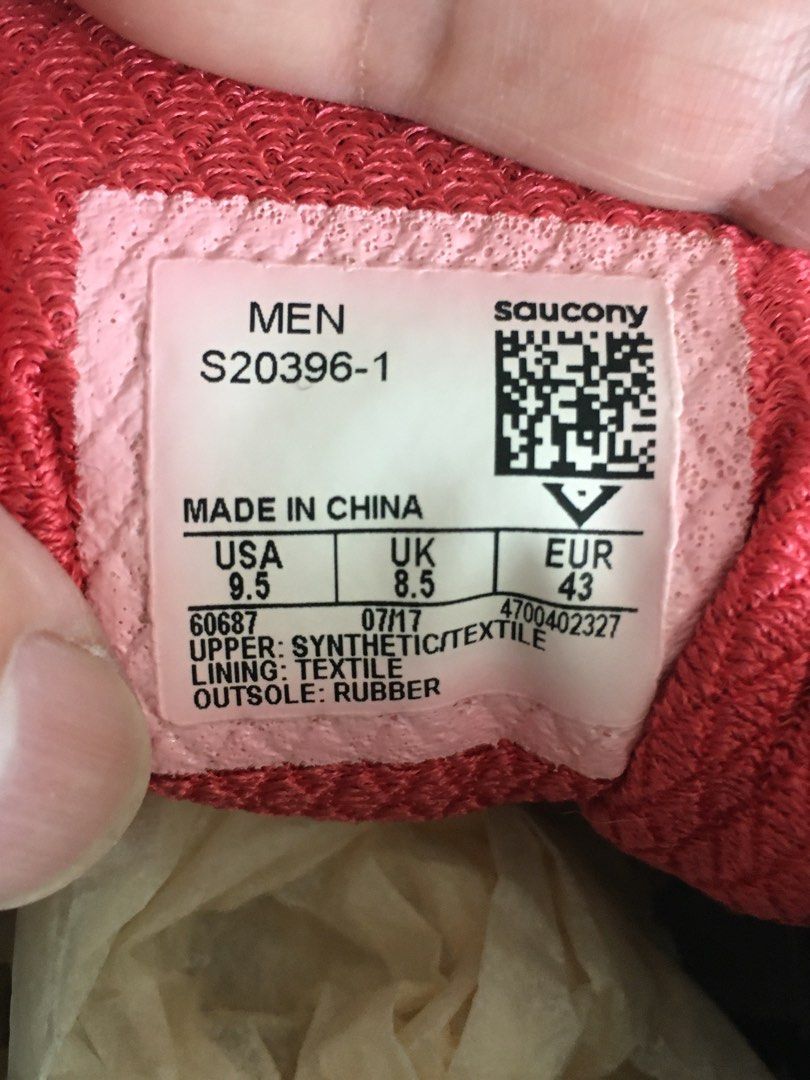 MEN
S20396-1
saucony
MADE IN CHINA
USA UK EUR
9.5 8.5 43
60687 07/17 4700402327
UPPER: SYNTHETIC/TEXTILE
LINING: TEXTILE
OUTSOLE: RUBBER